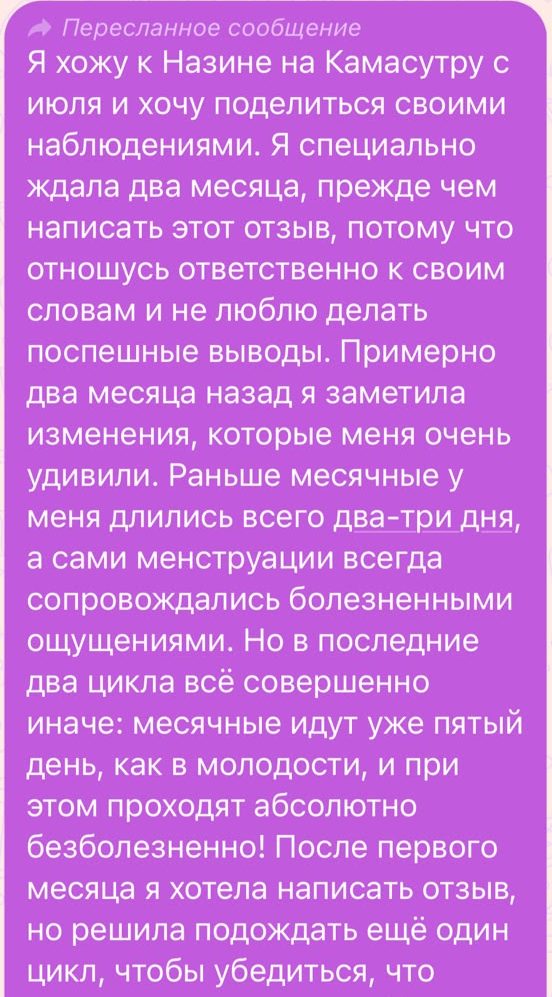 Пересланное сообщение
Я хожу к Назине на Камасутру с
июля и хочу поделиться своими
наблюдениями. Я специально
ждала два месяца, прежде чем
написать этот отзыв, потому что
отношусь ответственно к своим
словам и не люблю делать
поспешные выводы. Примерно
два месяца назад я заметила
изменения, которые меня очень
удивили. Раньше месячные у
меня длились всего два-три дня,
а сами менструации всегда
сопровождались болезненными
ощущениями. Но в последние
два цикла всё совершенно
иначе: месячные идут уже пятый
день, как в молодости, и при
этом проходят абсолютно
безболезненно! После первого
месяца я хотела написать отзыв,
но решила подождать ещё один
цикл, чтобы убедиться, что